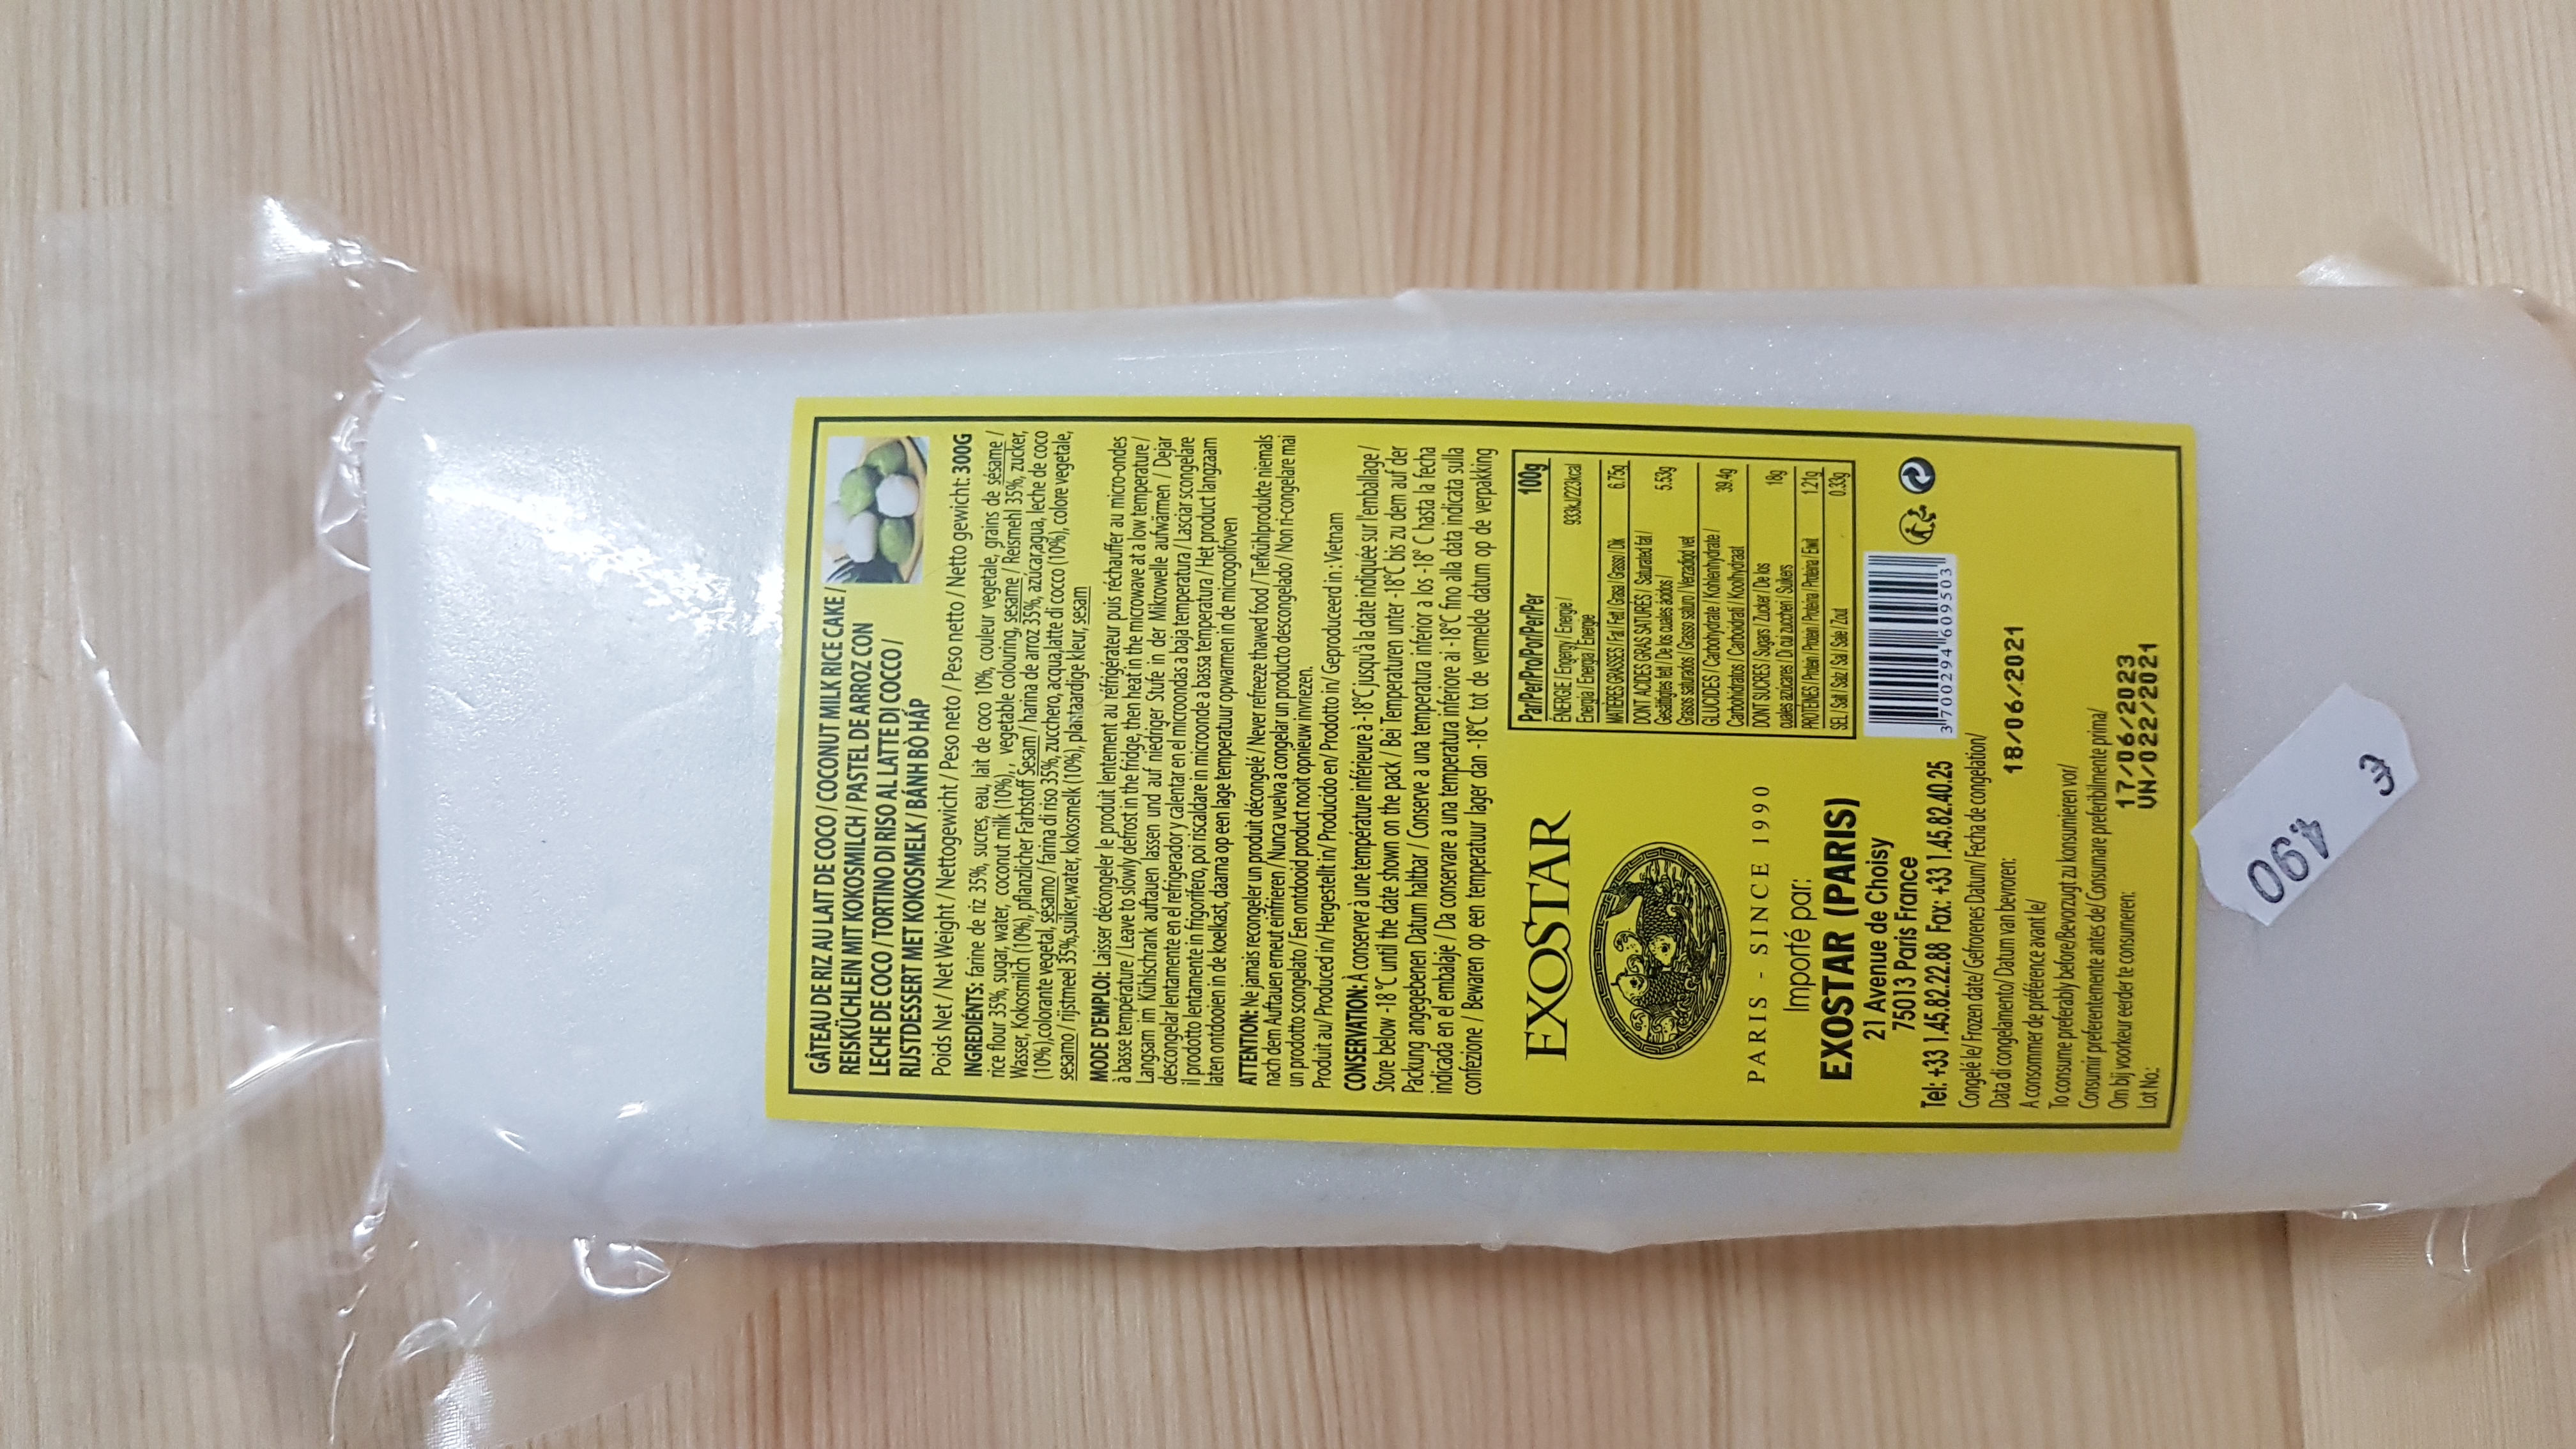 GÂTEAU DE RIZ AU LAIT DE COCO / COCONUT MILK RICE CAKE /
REISKÜCHLEIN MIT KOKOSMILCH / PASTEL DE ARROZ CON
LECHE DE COCO / TORTINO DI RISO AL LATTE DI COCCO /
RIJSTDESSERT MET KOKOSMELK / BÁNH BÒ HẤP
Poids Net / Net Weight / Nettogewicht / Peso neto / Peso netto / Netto gewicht: 300G
INGREDIÉNTS: farine de riz 35%, sucres, eau, lait de coco 10%, couleur vegetale, grains de sésame /
rice flour 35%, sugar, water, coconut milk (10%), , vegetable colouring, sesame / Reismehl 35%, zucker,
Wasser, Kokosmilch (10%), pflanzlicher Farbstoff Sesam / harina de arroz 35%, azúcar,agua, leche de coco
(10%),colorante vegetal, sésamo / farina di riso 35%, zucchero, acqua,latte di cocco (10%), colore vegetale,
sesamo / rijstmeel 35%,suiker,water, kokosmelk (10%), plantaardige kleur, sesam
MODE D'EMPLOI: Laisser décongeler le produit lentement au réfrigérateur puis réchauffer au micro-ondes
à basse température / Leave to slowly defrost in the fridge, then heat in the microwave at a low temperature /
Langsam im Kühlschrank auftauen lassen und auf niedriger Stufe in der Mikrowelle aufwärmen / Dejar
descongelar lentamente en el refrigerador y calentar en el microondas a baja temperatura / Lasciar scongelare
il prodotto lentamente in frigorifero, poi riscaldare in microonde a bassa temperatura / Het product langzaam
laten ontdooien in de koelkast, daarna op een lage temperatuur opwarmen in de microgolfoven
ATTENTION: Ne jamais recongeler un produit décongelé / Never refreeze thawed food / Tiefkühlprodukte niemals
nach dem Auftauen erneut einfrieren / Nunca vuelva a congelar un producto descongelado / Non ri-congelare mai
un prodotto scongelato / Een ontdooid product nooit opnieuw invriezen.
Produit au/ Produced in/ Hergestellt in/ Producido en/ Prodotto in/ Geproduceerd in : Vietnam
CONSERVATION: À conserver à une température inférieure à -18°C jusqu'à la date indiquée sur l'emballage /
Store below -18 °C until the date shown on the pack / Bei Temperaturen unter -18°C bis zu dem auf der
Packung angegebenen Datum haltbar / Conserve a una temperatura inferior a los -18° C hasta la fecha
indicada en el embalaje / Da conservare a una temperatura inferiore ai -18°C fino alla data indicata sulla
confezione / Bewaren op een temperatuur lager dan -18°C tot de vermelde datum op de verpakking
EXOSTAR
PARIS - SINCE 1990
Importé par:
EXOSTAR (PARIS)
21 Avenue de Choisy
75013 Paris France
Tel: +33 1.45.82.22.88 Fax: +33 1.45.82.40.25
Par/Per/Pro/Por/Per/Per 100g
ÉNERGIE / Engergy / Energie /
Energia / Energia / Energie 933kJ/223kcal
MATIÈRES GRASSES / Fat / Fett / Grasa / Grasso / Dik 6.75g
DONT ACIDES GRAS SATURÉS / Saturated fat /
Gesättigtes fett / De los cuales ácidos /
Grasos saturados / Grasso saturo / Verzadigd vet 5.53g
GLUCIDES / Carbohydrate / Kohlenhydrate /
Carbohidratos / Carboidrati / Koolhydraat 39.4g
DONT SUCRES / Sugars / Zucker / De los
cuales azúcares / Di cui zuccheri / Suikers 18g
PROTÉINES / Protein / Protein / Proteína / Proteina / Eiwit 1.21g
SEL / Salt / Salz / Sal / Sale / Zout 0.33g
3 700294 609503
Congelé le/ Frozen date/ Gefrorenes Datum/ Fecha de congelation/
Data di congelamento/ Datum van bevroren: 18/06/2021
A consommer de préférence avant le/
To consume preferably before/Bevorzugt zu konsumieren vor/
Consumir preferentemente antes de/ Consumare preferibilmente prima/
Om bij voorkeur eerder te consumeren: 17/06/2023
Lot No.: VN/022/2021
4.90 €